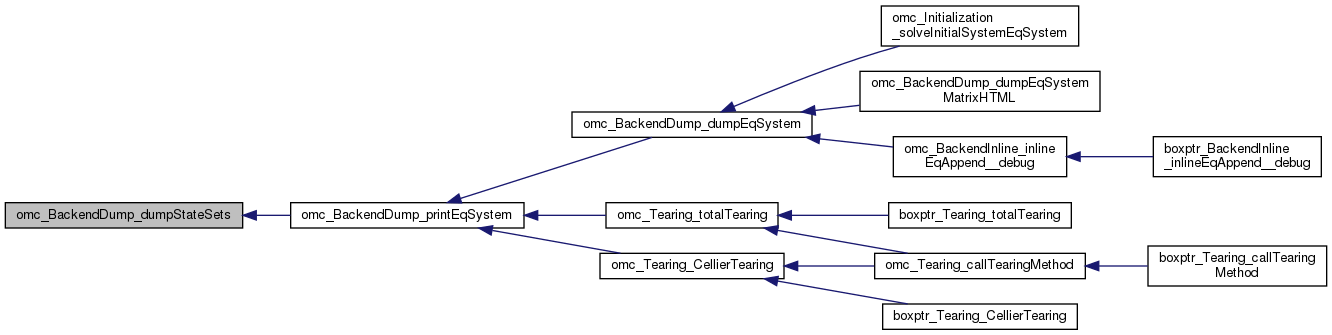 omc_Initialization
_solveInitialSystemEqSystem
omc_BackendDump_dumpEqSystem
MatrixHTML
omc_BackendDump_dumpEqSystem
omc_BackendInline_inline
EqAppend__debug
boxptr_BackendInline
_inlineEqAppend__debug
omc_BackendDump_dumpStateSets
omc_BackendDump_printEqSystem
omc_Tearing_totalTearing
boxptr_Tearing_totalTearing
omc_Tearing_CellierTearing
omc_Tearing_callTearingMethod
boxptr_Tearing_callTearing
Method
boxptr_Tearing_CellierTearing